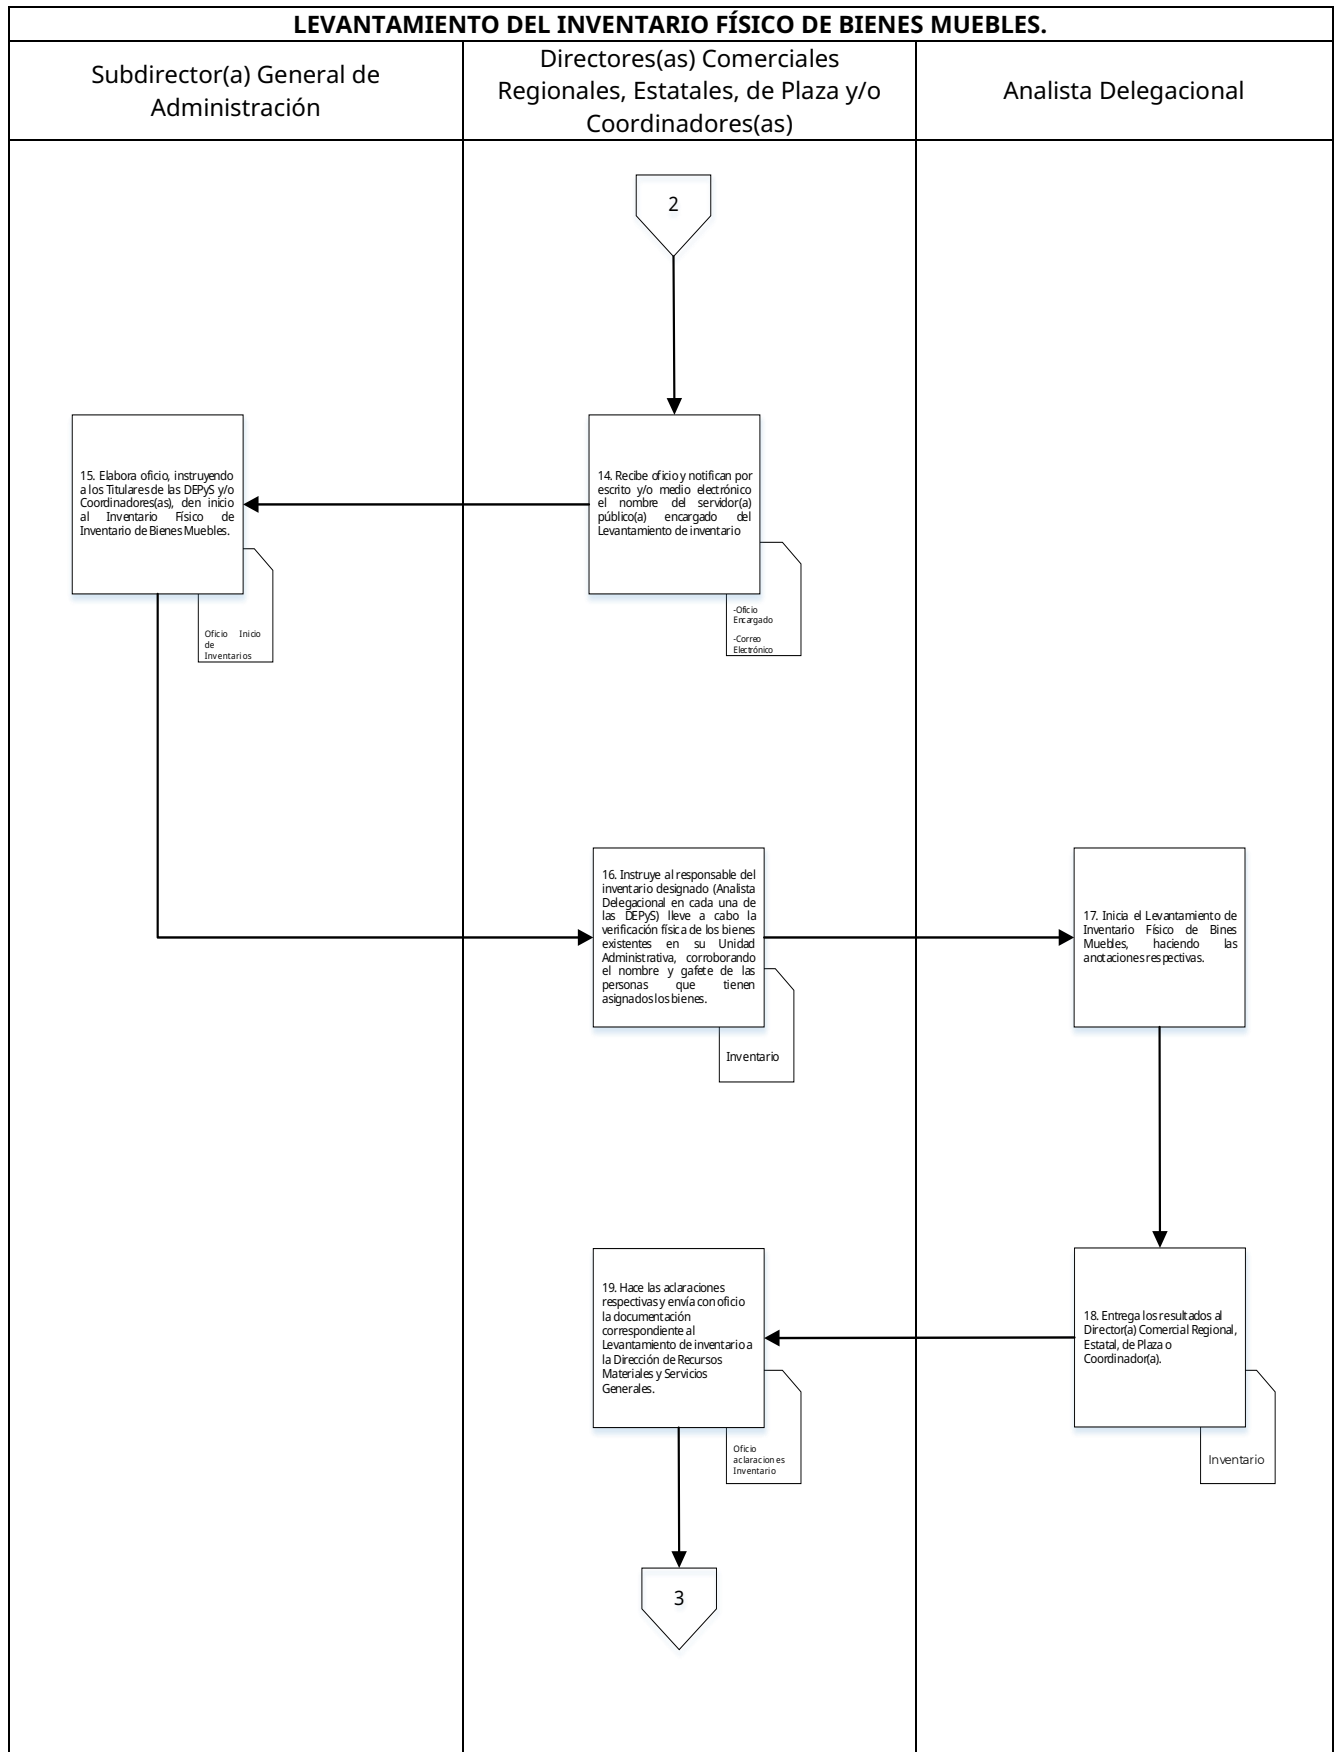 LEVANTAMIENTO DEL INVENTARIO FÍSICO DE BIENES MUEBLES.
Subdirector(a) General de
Administración
Directores(as) Comerciales
Regionales, Estatales, de Plaza y/o
Coordinadores(as)
Analista Delegacional
2
14. Recibe oficio y notifican por
escrito y/o medio electrónico
el nombre del servidor(a)
público(a) encargado del
Levantamiento de inventario
-Oficio
Encargado
-Correo
Electrónico
15. Elabora oficio, instruyendo
a los Titulares de las DEPyS y/o
Coordinadores(as), den inicio
al Inventario Físico de
Inventario de Bienes Muebles.
Oficio Inicio
de
Inventarios
16. Instruye al responsable del
inventario designado (Analista
Delegacional en cada una de
las DEPyS) lleve a cabo la
verificación física de los bienes
existentes en su Unidad
Administrativa, corroborando
el nombre y gafete de las
personas que tienen
asignados los bienes.
Inventario
17. Inicia el Levantamiento de
Inventario Físico de Bines
Muebles, haciendo las
anotaciones respectivas.
18. Entrega los resultados al
Director(a) Comercial Regional,
Estatal, de Plaza o
Coordinador(a).
Inventario
19. Hace las aclaraciones
respectivas y envía con oficio
la documentación
correspondiente al
Levantamiento de inventario a
la Dirección de Recursos
Materiales y Servicios
Generales.
Oficio
aclaraciones
Inventario
3